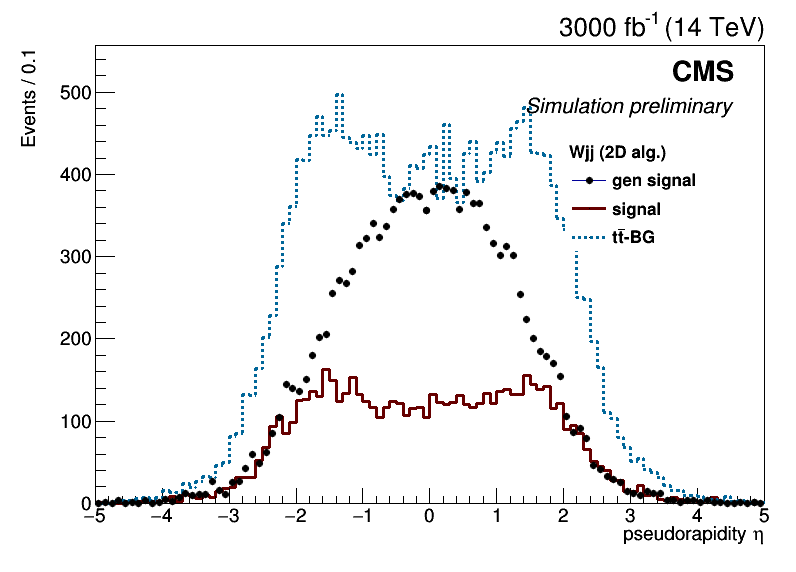 3000 fb-1 (14 TeV)
CMS
Simulation preliminary
Wjj (2D alg.)
gen signal
signal
tt̄-BG
Events / 0.1
500
400
300
200
100
0
−5 −4 −3 −2 −1 0 1 2 3 4 5
pseudorapidity η